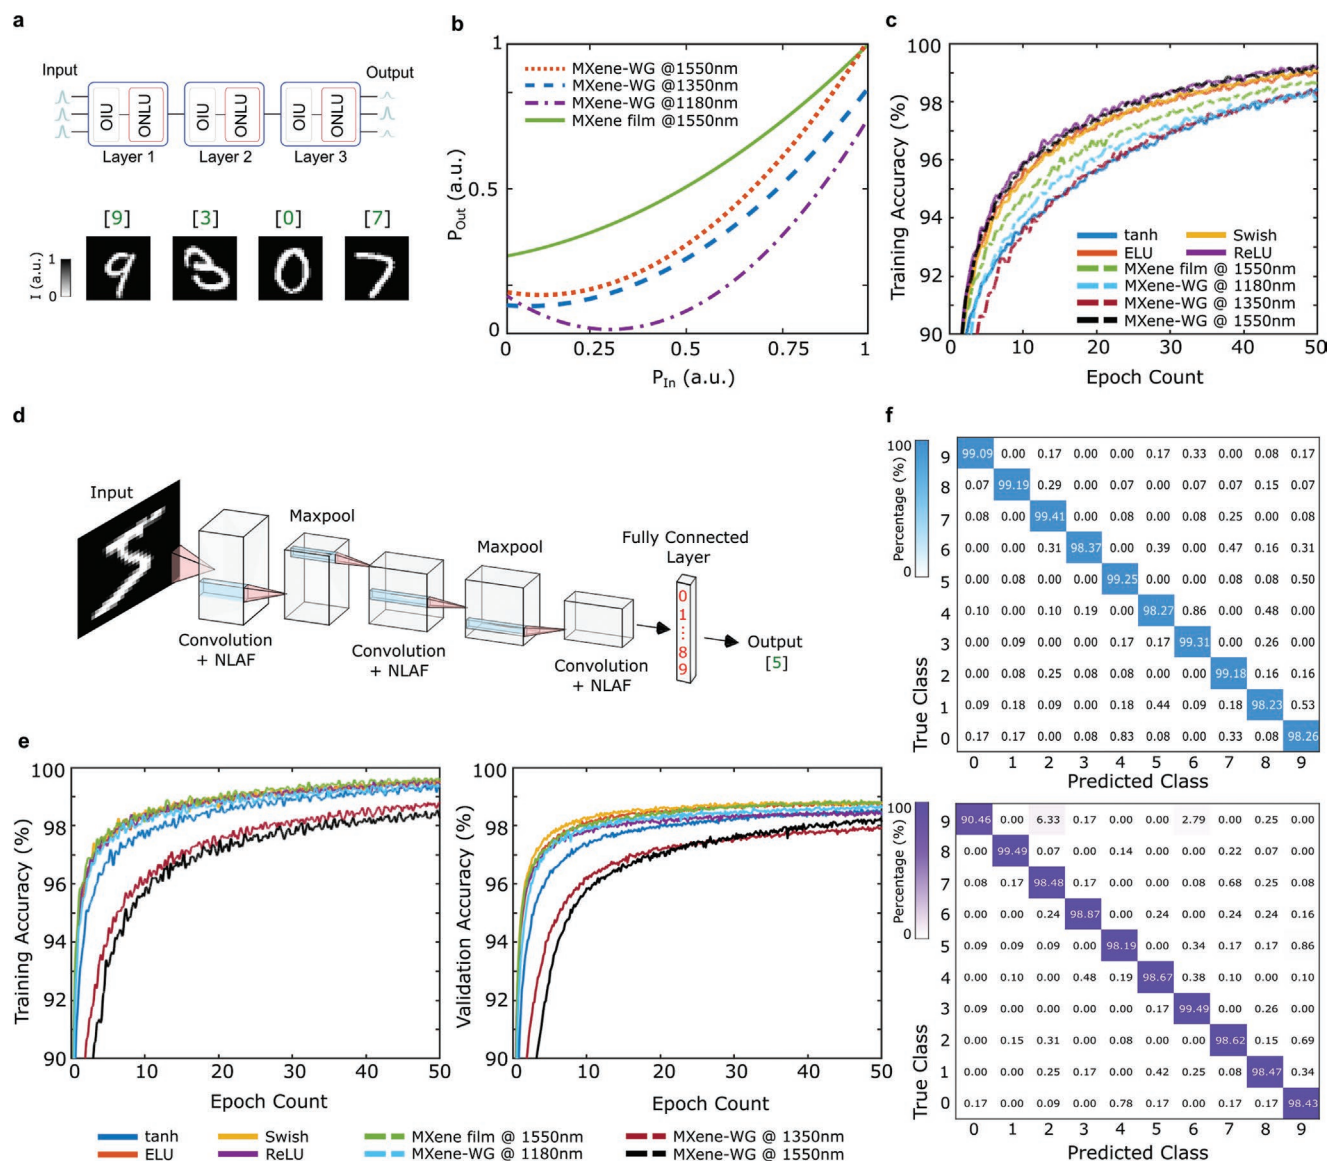 a
Input
Output
OIU
ONLU
OIU
ONLU
OIU
ONLU
Layer 1
Layer 2
Layer 3
[9]
[3]
[0]
[7]
I (a.u.)
1
0
b
1
0.5
0
P_Out (a.u.)
MXene-WG @1550nm
MXene-WG @1350nm
MXene-WG @1180nm
MXene film @1550nm
0 0.25 0.5 0.75 1
P_In (a.u.)
c
100
98
96
94
92
90
Training Accuracy (%)
tanh
Swish
ELU
ReLU
MXene film @ 1550nm
MXene-WG @ 1180nm
MXene-WG @ 1350nm
MXene-WG @ 1550nm
0 10 20 30 40 50
Epoch Count
d
Input
Maxpool
Maxpool
Fully Connected
Layer
Convolution
+ NLAF
Convolution
+ NLAF
Convolution
+ NLAF
0
1
⋮
8
9
Output
[5]
e
100
98
96
94
92
90
Training Accuracy (%)
0 10 20 30 40 50
Epoch Count
100
98
96
94
92
90
Validation Accuracy (%)
0 10 20 30 40 50
Epoch Count
tanh
Swish
MXene film @ 1550nm
MXene-WG @ 1350nm
ELU
ReLU
MXene-WG @ 1180nm
MXene-WG @ 1550nm
f
100
0
Percentage (%)
True Class
9 99.09 0.00 0.17 0.00 0.00 0.17 0.33 0.00 0.08 0.17
8 0.07 99.19 0.29 0.00 0.07 0.00 0.07 0.07 0.15 0.07
7 0.08 0.00 99.41 0.00 0.08 0.00 0.08 0.25 0.00 0.08
6 0.00 0.00 0.31 98.37 0.00 0.39 0.00 0.47 0.16 0.31
5 0.00 0.08 0.00 0.00 99.25 0.00 0.00 0.08 0.08 0.50
4 0.10 0.00 0.10 0.19 0.00 98.27 0.86 0.00 0.48 0.00
3 0.00 0.09 0.00 0.00 0.17 0.17 99.31 0.00 0.26 0.00
2 0.00 0.08 0.25 0.08 0.08 0.00 0.00 99.18 0.16 0.16
1 0.09 0.18 0.09 0.00 0.18 0.44 0.09 0.18 98.23 0.53
0 0.17 0.17 0.00 0.08 0.83 0.08 0.00 0.33 0.08 98.26
0 1 2 3 4 5 6 7 8 9
Predicted Class
100
0
Percentage (%)
True Class
9 90.46 0.00 6.33 0.17 0.00 0.00 2.79 0.00 0.25 0.00
8 0.00 99.49 0.07 0.00 0.14 0.00 0.00 0.22 0.07 0.00
7 0.08 0.17 98.48 0.17 0.00 0.00 0.08 0.68 0.25 0.08
6 0.00 0.00 0.24 98.87 0.00 0.24 0.00 0.24 0.24 0.16
5 0.09 0.09 0.09 0.00 98.19 0.00 0.34 0.17 0.17 0.86
4 0.00 0.10 0.00 0.48 0.19 98.67 0.38 0.10 0.00 0.10
3 0.09 0.00 0.00 0.00 0.00 0.17 99.49 0.00 0.26 0.00
2 0.00 0.15 0.31 0.00 0.08 0.00 0.00 98.62 0.15 0.69
1 0.00 0.00 0.25 0.17 0.00 0.42 0.25 0.08 98.47 0.34
0 0.17 0.00 0.09 0.00 0.78 0.17 0.00 0.17 0.17 98.43
0 1 2 3 4 5 6 7 8 9
Predicted Class